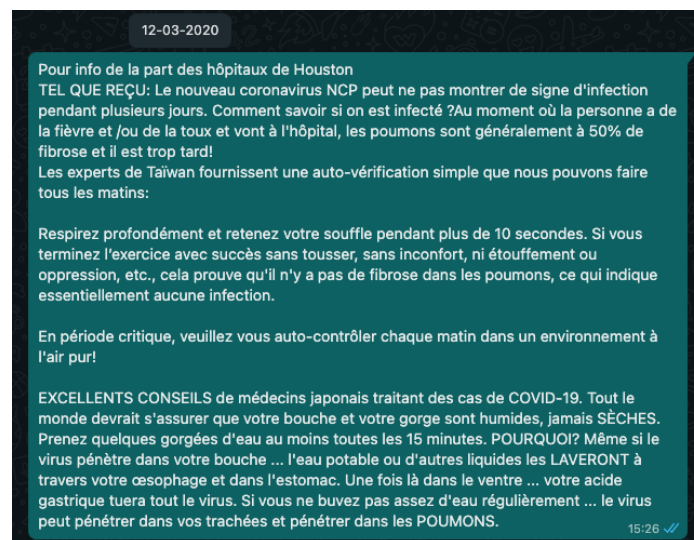 12-03-2020
Pour info de la part des hôpitaux de Houston
TEL QUE REÇU: Le nouveau coronavirus NCP peut ne pas montrer de signe d'infection
pendant plusieurs jours. Comment savoir si on est infecté ?Au moment où la personne a de
la fièvre et /ou de la toux et vont à l'hôpital, les poumons sont généralement à 50% de
fibrose et il est trop tard!
Les experts de Taïwan fournissent une auto-vérification simple que nous pouvons faire
tous les matins:
Respirez profondément et retenez votre souffle pendant plus de 10 secondes. Si vous
terminez l'exercice avec succès sans tousser, sans inconfort, ni étouffement ou
oppression, etc., cela prouve qu'il n'y a pas de fibrose dans les poumons, ce qui indique
essentiellement aucune infection.
En période critique, veuillez vous auto-contrôler chaque matin dans un environnement à
l'air pur!
EXCELLENTS CONSEILS de médecins japonais traitant des cas de COVID-19. Tout le
monde devrait s'assurer que votre bouche et votre gorge sont humides, jamais SÈCHES.
Prenez quelques gorgées d'eau au moins toutes les 15 minutes. POURQUOI? Même si le
virus pénètre dans votre bouche ... l'eau potable ou d'autres liquides les LAVERONT à
travers votre œsophage et dans l'estomac. Une fois là dans le ventre ... votre acide
gastrique tuera tout le virus. Si vous ne buvez pas assez d'eau régulièrement ... le virus
peut pénétrer dans vos trachées et pénétrer dans les POUMONS.
15:26